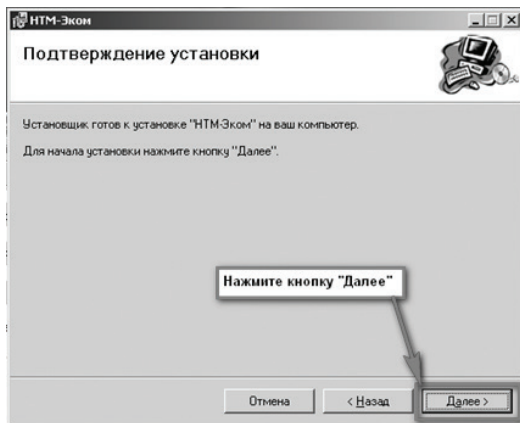 НТМ-Эком
Подтверждение установки
Установщик готов к установке "НТМ-Эком" на ваш компьютер.
Для начала установки нажмите кнопку "Далее".
Нажмите кнопку "Далее"
Отмена
< Назад
Далее >